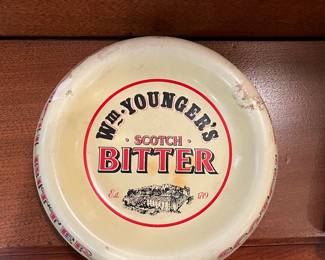 Wm YOUNGER'S
· SCOTCH ·
BITTER
Est. 1749